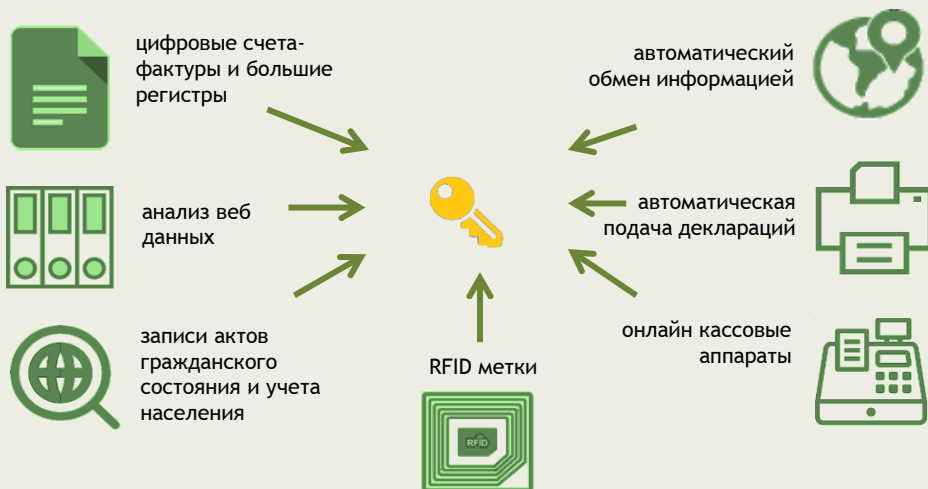 цифровые счета-
фактуры и большие
регистры
анализ веб
данных
записи актов
гражданского
состояния и учета
населения
RFID метки
RFID
автоматический
обмен информацией
автоматическая
подача деклараций
онлайн кассовые
аппараты